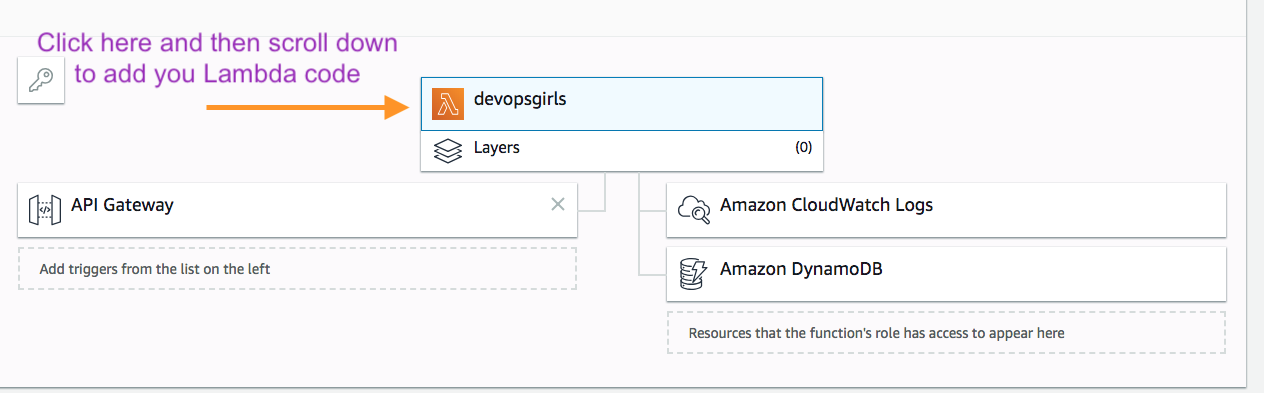 Click here and then scroll down
to add you Lambda code
devopsgirls
Layers (0)
API Gateway
Add triggers from the list on the left
Amazon CloudWatch Logs
Amazon DynamoDB
Resources that the function's role has access to appear here